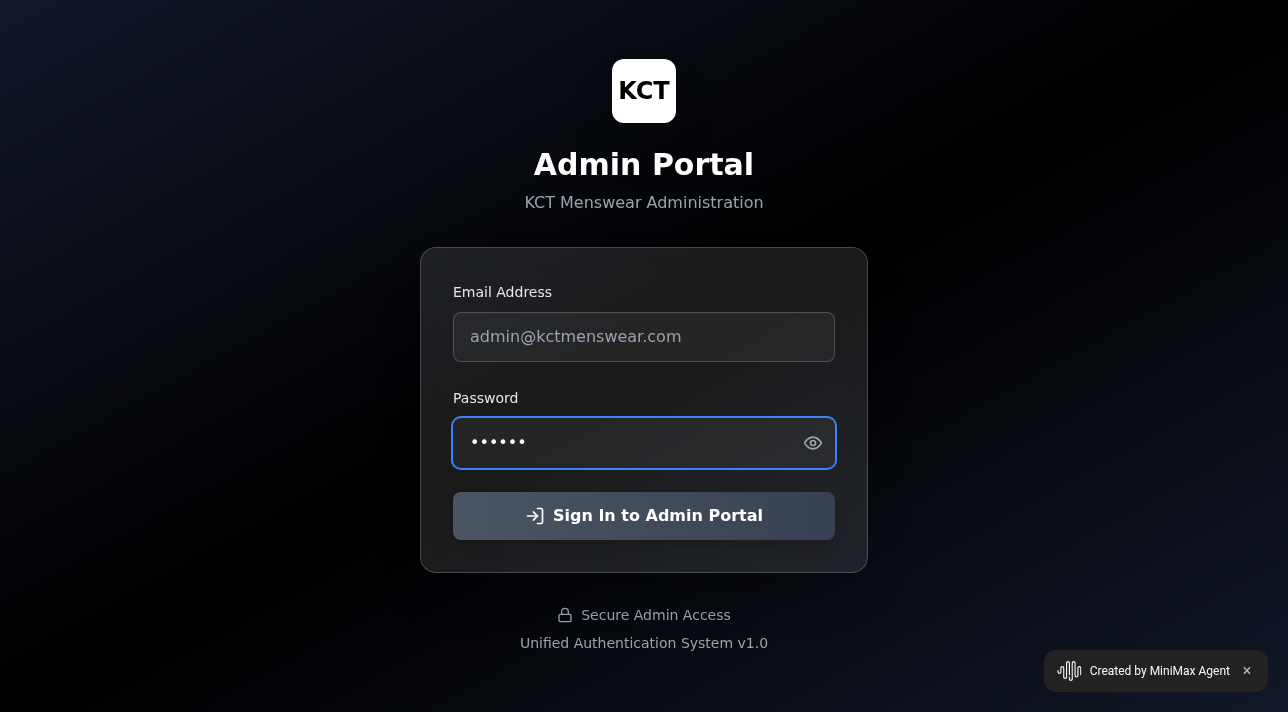 KCT
Admin Portal
KCT Menswear Administration
Email Address
admin@kctmenswear.com
Password
••••••
Sign In to Admin Portal
Secure Admin Access
Unified Authentication System v1.0
Created by MiniMax Agent ×